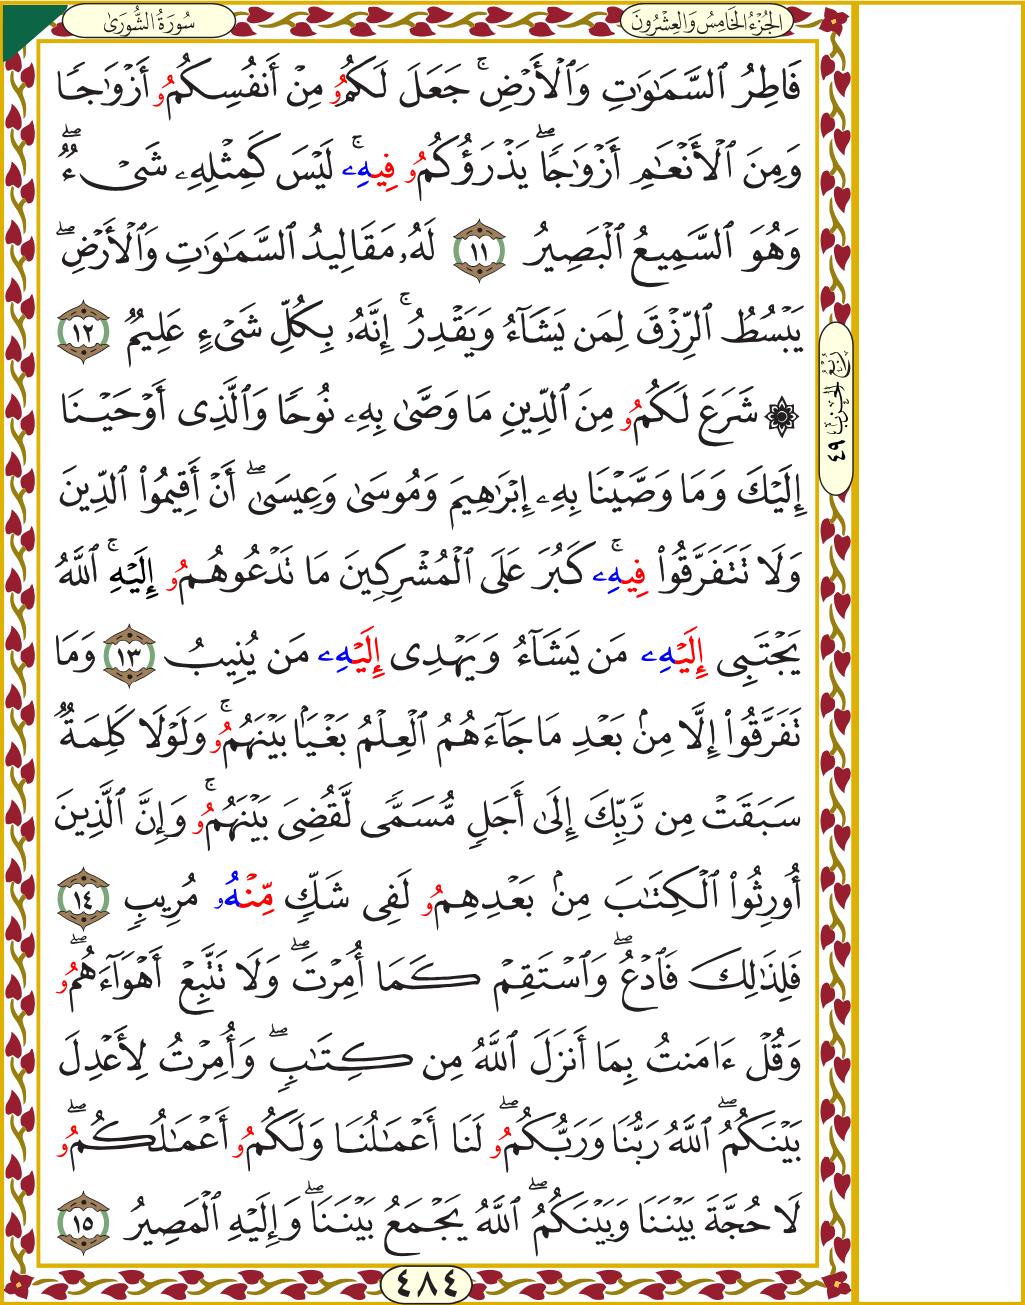 سُورَةُ الشُّورَىٰ
الجُزْءُ الخَامِسُ وَالعِشْرُونَ
فَاطِرُ ٱلسَّمَٰوَٰتِ وَٱلْأَرْضِ ۚ جَعَلَ لَكُمُۥ مِنْ أَنفُسِكُمُۥ أَزْوَٰجًا
وَمِنَ ٱلْأَنْعَٰمِ أَزْوَٰجًا ۖ يَذْرَؤُكُمُۥ فِيهِۦ ۚ لَيْسَ كَمِثْلِهِۦ شَىْءٌ ۖ
وَهُوَ ٱلسَّمِيعُ ٱلْبَصِيرُ ١١ لَهُۥ مَقَالِيدُ ٱلسَّمَٰوَٰتِ وَٱلْأَرْضِ ۖ
يَبْسُطُ ٱلرِّزْقَ لِمَن يَشَآءُ وَيَقْدِرُ ۚ إِنَّهُۥ بِكُلِّ شَىْءٍ عَلِيمٌ ١٢
۞ شَرَعَ لَكُمُۥ مِنَ ٱلدِّينِ مَا وَصَّىٰ بِهِۦ نُوحًا وَٱلَّذِى أَوْحَيْنَا
إِلَيْكَ وَمَا وَصَّيْنَا بِهِۦ إِبْرَٰهِيمَ وَمُوسَىٰ وَعِيسَىٰ ۖ أَنْ أَقِيمُوا۟ ٱلدِّينَ
وَلَا تَتَفَرَّقُوا۟ فِيهِۦ ۚ كَبُرَ عَلَى ٱلْمُشْرِكِينَ مَا تَدْعُوهُمُۥ إِلَيْهِ ۚ ٱللَّهُ
يَجْتَبِى إِلَيْهِۦ مَن يَشَآءُ وَيَهْدِى إِلَيْهِۦ مَن يُنِيبُ ١٣ وَمَا
تَفَرَّقُوٓا۟ إِلَّا مِنۢ بَعْدِ مَا جَآءَهُمُ ٱلْعِلْمُ بَغْيَۢا بَيْنَهُمُۥ ۚ وَلَوْلَا كَلِمَةٌ
سَبَقَتْ مِن رَّبِّكَ إِلَىٰ أَجَلٍ مُّسَمًّى لَّقُضِىَ بَيْنَهُمُۥ ۚ وَإِنَّ ٱلَّذِينَ
أُورِثُوا۟ ٱلْكِتَٰبَ مِنۢ بَعْدِهِمُۥ لَفِى شَكٍّ مِّنْهُۥ مُرِيبٍ ١٤
فَلِذَٰلِكَ فَٱدْعُ ۖ وَٱسْتَقِمْ كَمَا أُمِرْتَ ۖ وَلَا تَتَّبِعْ أَهْوَآءَهُمُۥ ۖ
وَقُلْ ءَامَنتُ بِمَا أَنزَلَ ٱللَّهُ مِن كِتَٰبٍ ۖ وَأُمِرْتُ لِأَعْدِلَ
بَيْنَكُمُ ۖ ٱللَّهُ رَبُّنَا وَرَبُّكُمُۥ ۖ لَنَا أَعْمَٰلُنَا وَلَكُمُۥ أَعْمَٰلُكُمُۥ ۖ
لَا حُجَّةَ بَيْنَنَا وَبَيْنَكُمُ ۖ ٱللَّهُ يَجْمَعُ بَيْنَنَا ۖ وَإِلَيْهِ ٱلْمَصِيرُ ١٥
رُبْعُ الحِزْبِ ٤٩
٤٨٤